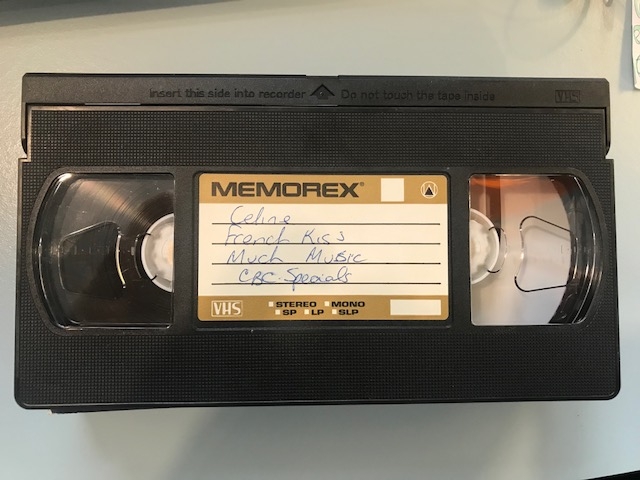 Insert this side into recorder Do not touch the tape inside VHS
MEMOREX®
Celine
French Kiss
Much Music
CBC Specials
VHS STEREO MONO
SP LP SLP